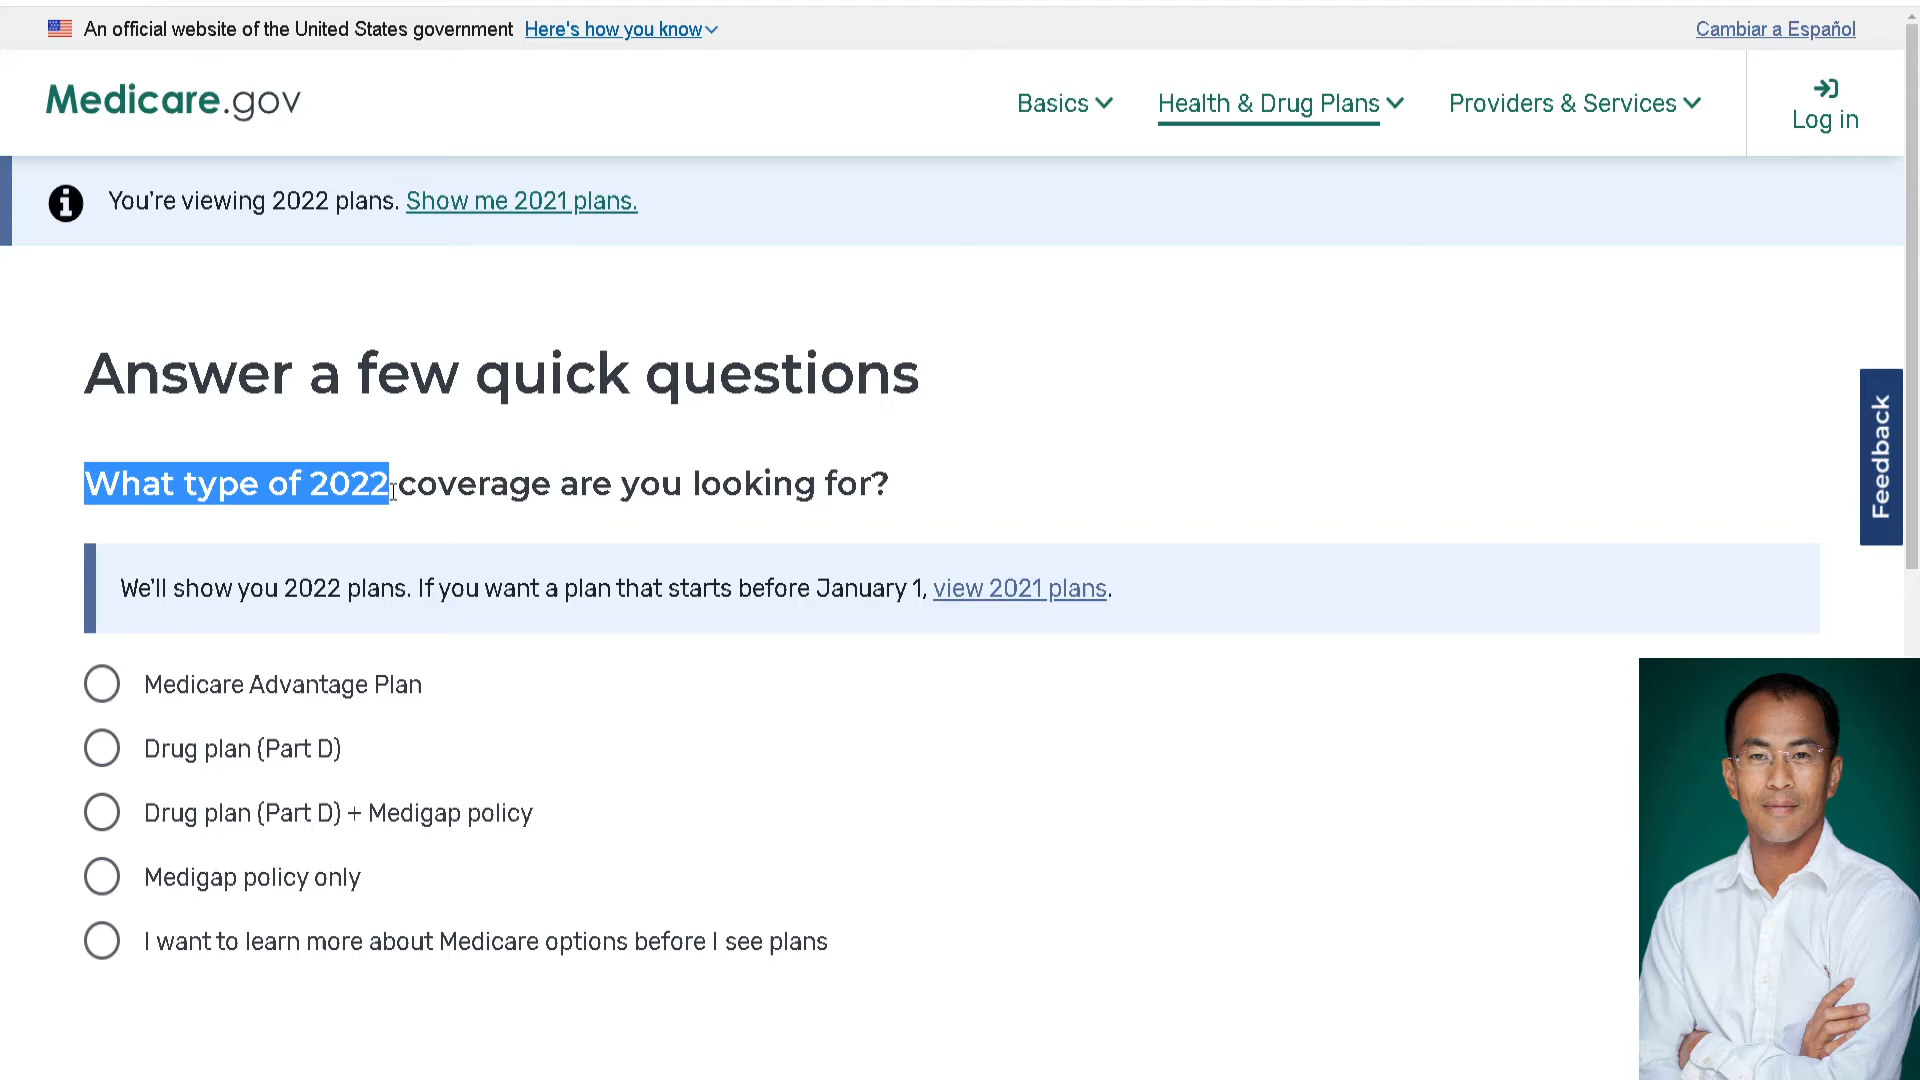 An official website of the United States government Here's how you know
Cambiar a Español
Medicare.gov
Basics
Health & Drug Plans
Providers & Services
Log in
You're viewing 2022 plans. Show me 2021 plans.
Answer a few quick questions
What type of 2022 coverage are you looking for?
Feedback
We'll show you 2022 plans. If you want a plan that starts before January 1, view 2021 plans.
Medicare Advantage Plan
Drug plan (Part D)
Drug plan (Part D) + Medigap policy
Medigap policy only
I want to learn more about Medicare options before I see plans